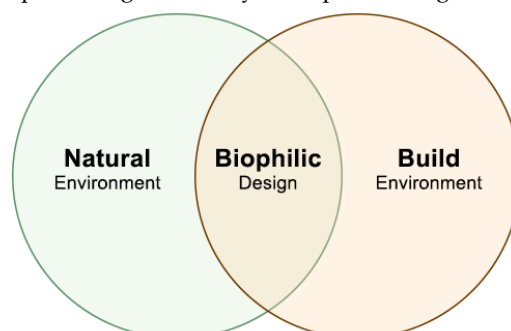 Natural
Environment
Biophilic
Design
Build
Environment